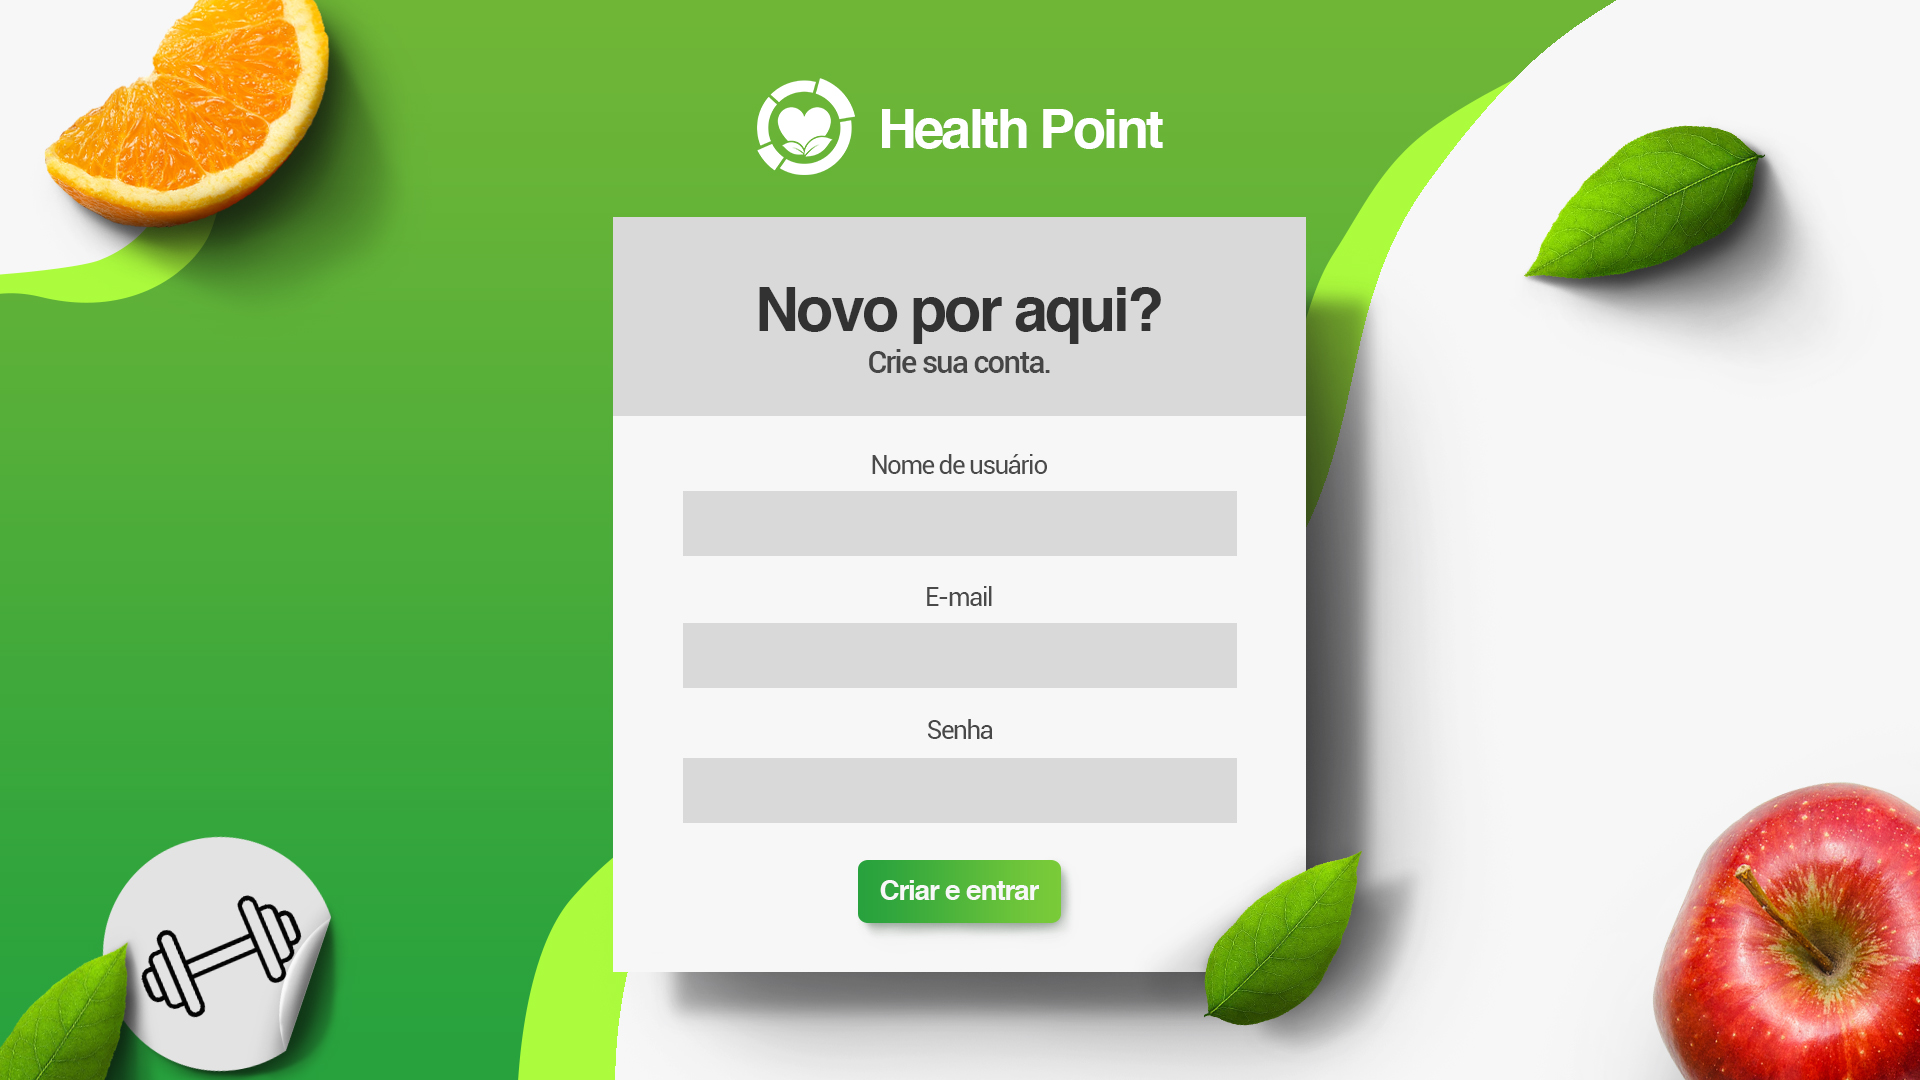 Health Point
Novo por aqui?
Crie sua conta.
Nome de usuário
E-mail
Senha
Criar e entrar